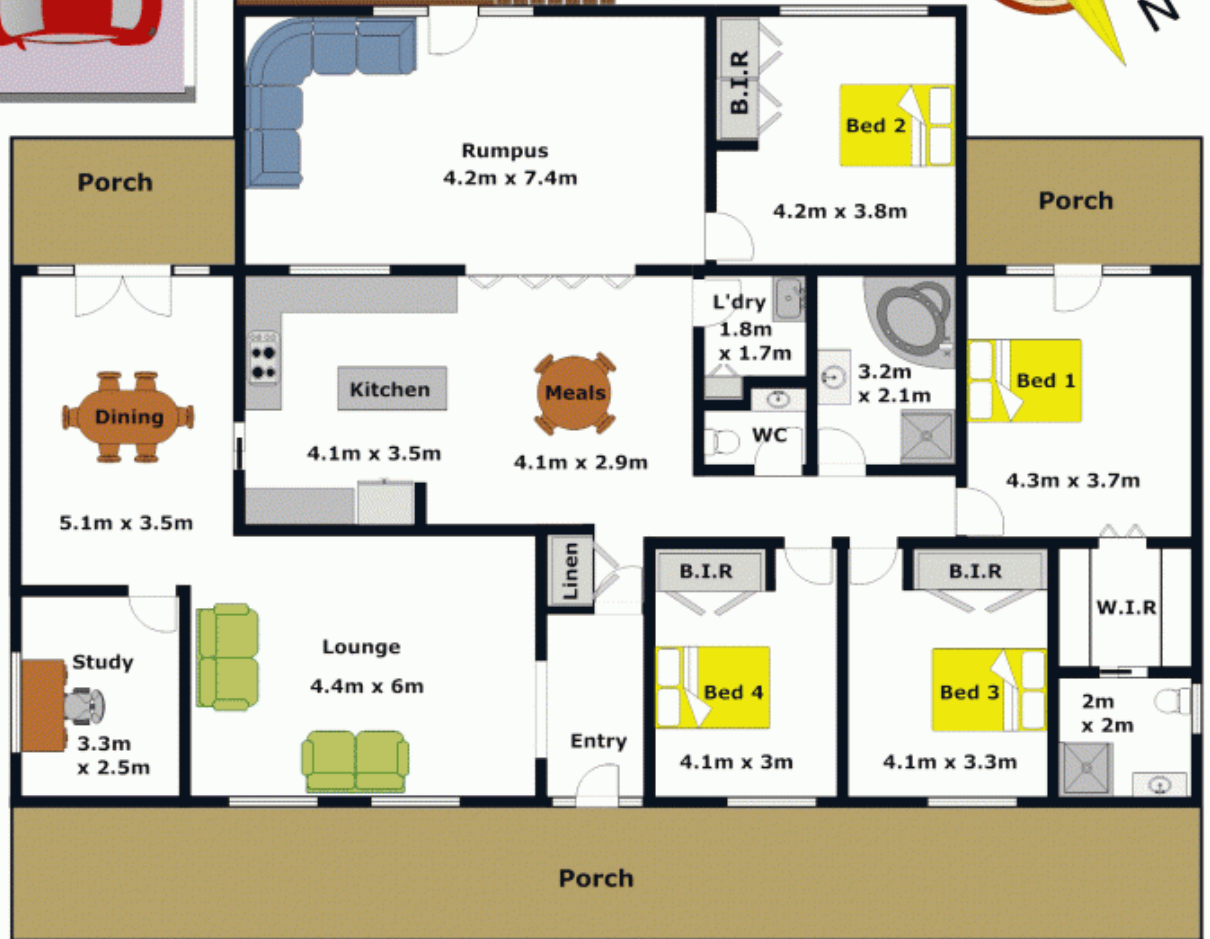 N
B.I.R
Bed 2
Rumpus
4.2m x 7.4m
4.2m x 3.8m
Porch
Porch
L'dry
1.8m
x 1.7m
3.2m
x 2.1m
Bed 1
Kitchen
Meals
Dining
WC
4.1m x 3.5m
4.1m x 2.9m
4.3m x 3.7m
5.1m x 3.5m
Linen
B.I.R
B.I.R
W.I.R
Lounge
4.4m x 6m
Study
3.3m
x 2.5m
Entry
Bed 4
4.1m x 3m
Bed 3
4.1m x 3.3m
2m
x 2m
Porch